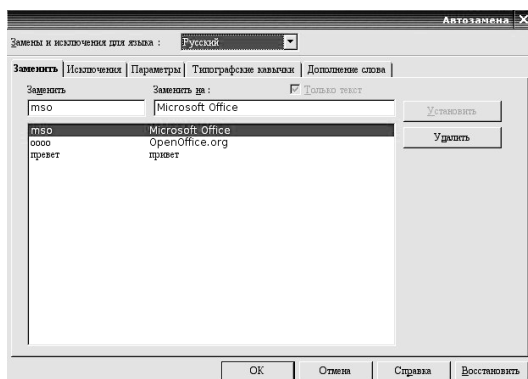 Автозамена
Замены и исключения для языка : Русский
Заменить Исключения Параметры Типографские кавычки Дополнение слова
Заменить Заменить на : Только текст
mso Microsoft Office Установить
mso Microsoft Office Удалить
oooo OpenOffice.org
превет привет
OK Отмена Справка Восстановить